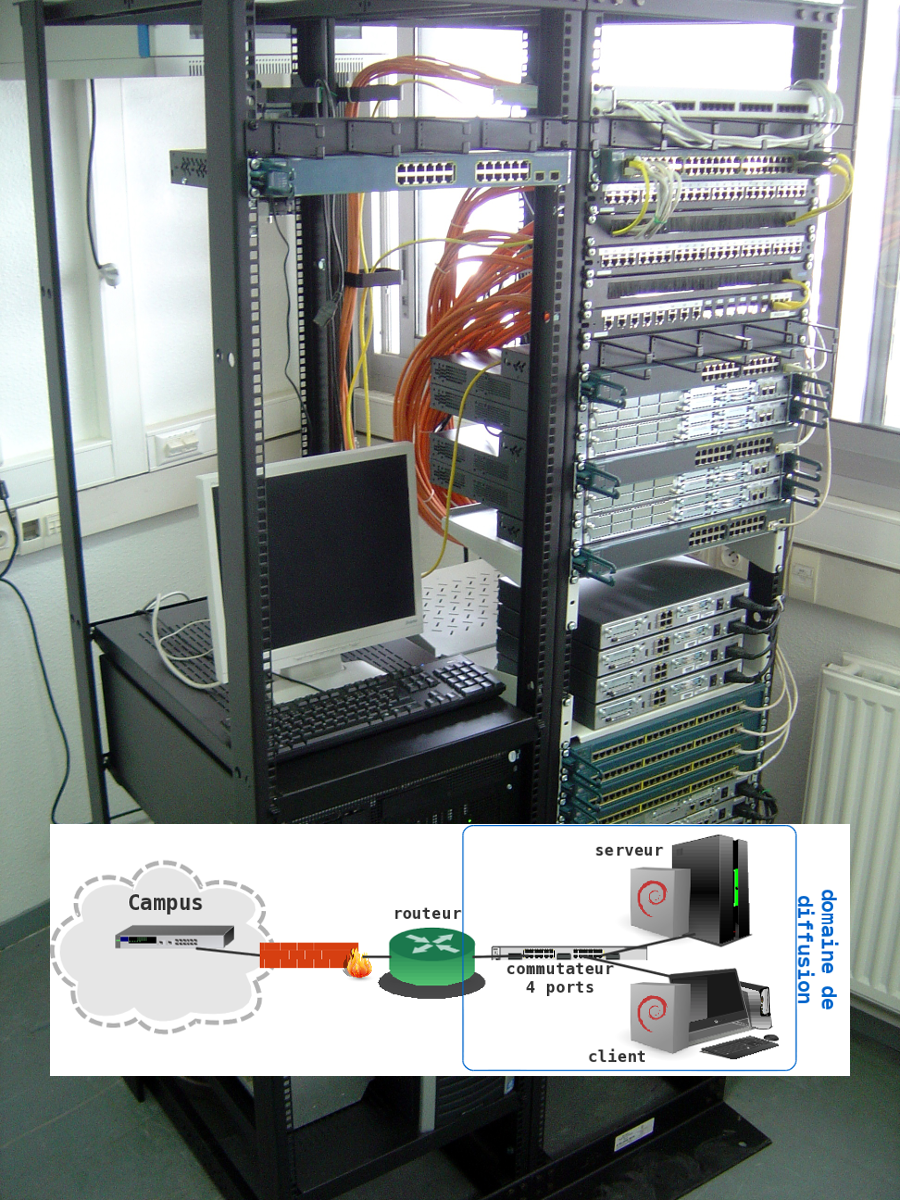 serveur
Campus
routeur
commutateur
4 ports
client
domaine de
diffusion